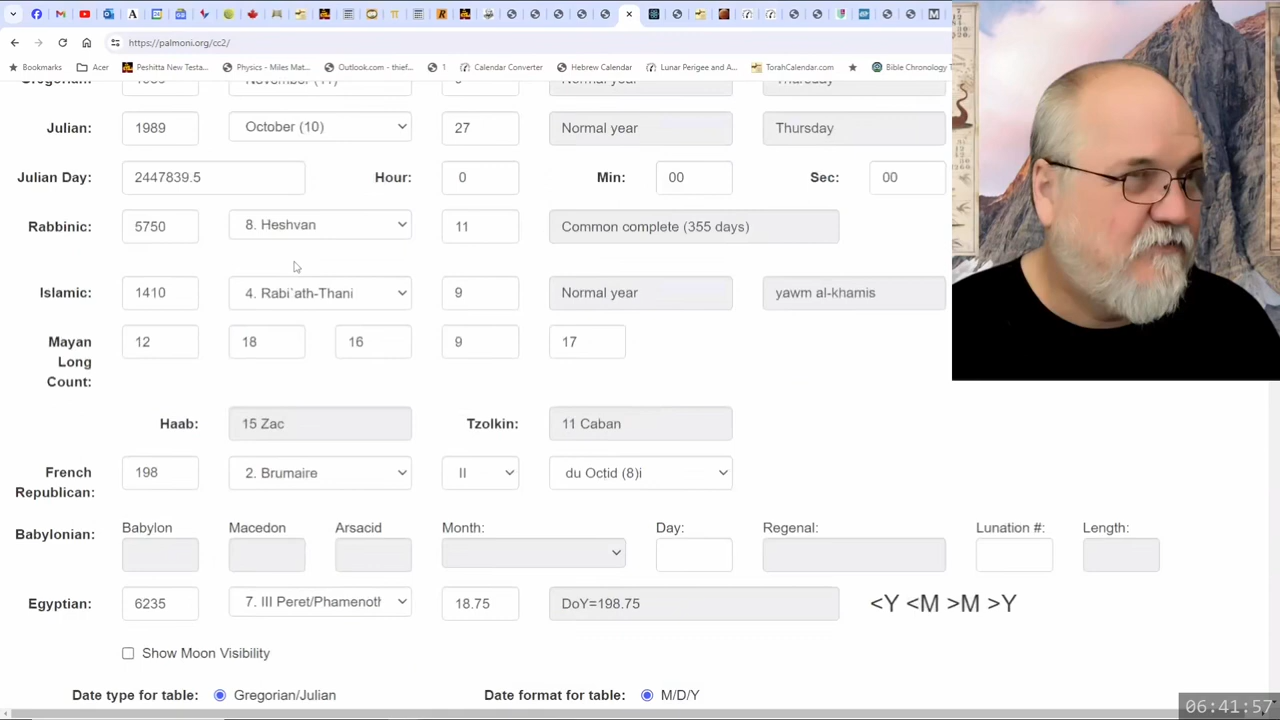 https://palmoni.org/cc2/
Bookmarks Acer Peshitta New Testa... Physics - Miles Mat... Outlook.com - thief... 1 Calendar Converter Hebrew Calendar Lunar Perigee and A... TorahCalendar.com Bible Chronology
Thursday
Julian: 1989 October (10) 27 Normal year Thursday
Julian Day: 2447839.5 Hour: 0 Min: 00 Sec: 00
Rabbinic: 5750 8. Heshvan 11 Common complete (355 days)
Islamic: 1410 4. Rabi`ath-Thani 9 Normal year yawm al-khamis
Mayan 12 18 16 9 17
Long
Count:
Haab: 15 Zac Tzolkin: 11 Caban
French 198 2. Brumaire II du Octid (8)i
Republican:
Babylonian: Babylon Macedon Arsacid Month: Day: Regenal: Lunation #: Length:
Egyptian: 6235 7. III Peret/Phamenoth 18.75 DoY=198.75 <Y <M >M >Y
Show Moon Visibility
Date type for table: Gregorian/Julian Date format for table: M/D/Y
06:41:57